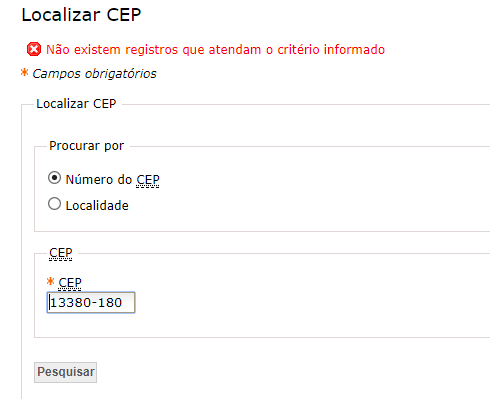 Localizar CEP
Não existem registros que atendam o critério informado
* Campos obrigatórios
Localizar CEP
Procurar por
Número do CEP
Localidade
CEP
* CEP
13380-180
Pesquisar